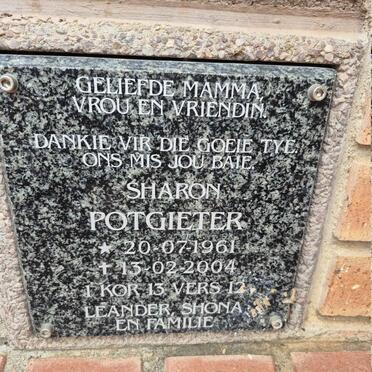 GELIEFDE MAMMA,
VROU EN VRIENDIN.
DANKIE VIR DIE GOEIE TYE.
ONS MIS JOU BAIE.
SHARON
POTGIETER
★ 20-07-1961
✝ 13-02-2004
1 KOR 13 VERS 12
LEANDER, SHONA
EN FAMILIE